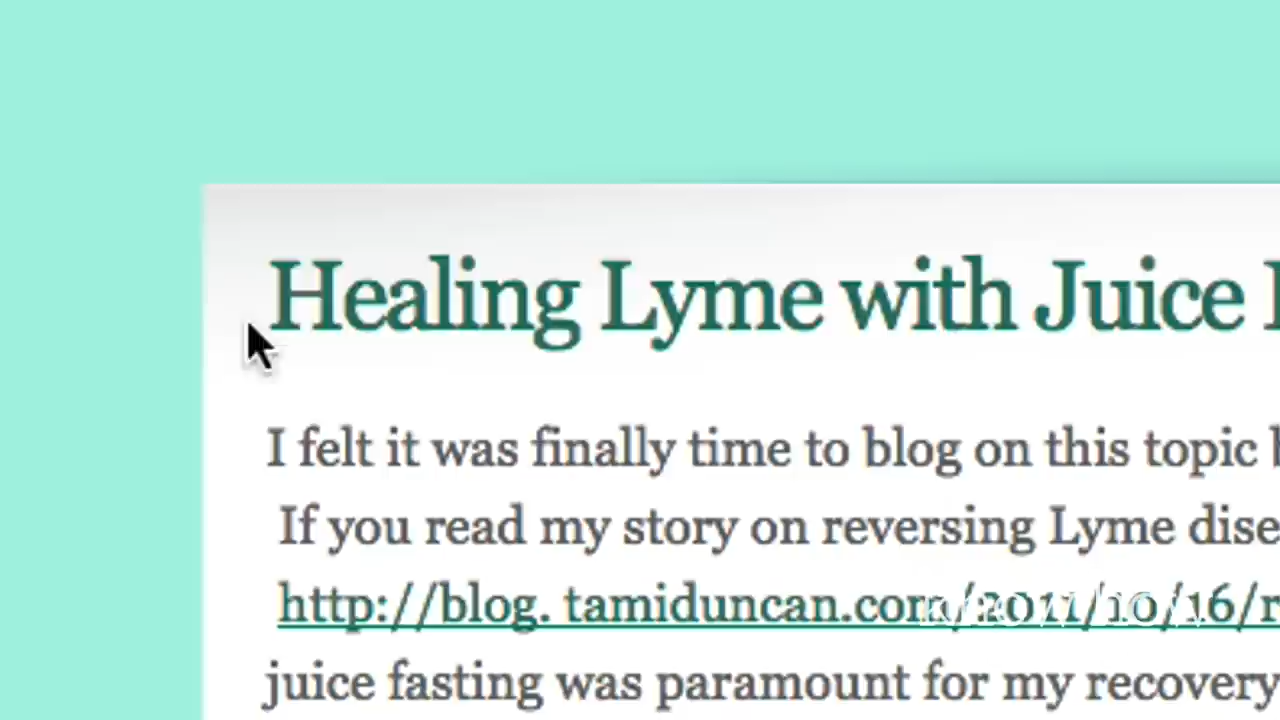 Healing Lyme with Juice
I felt it was finally time to blog on this topic
If you read my story on reversing Lyme dise
http://blog. tamiduncan.com/2011/10/16/r
juice fasting was paramount for my recovery